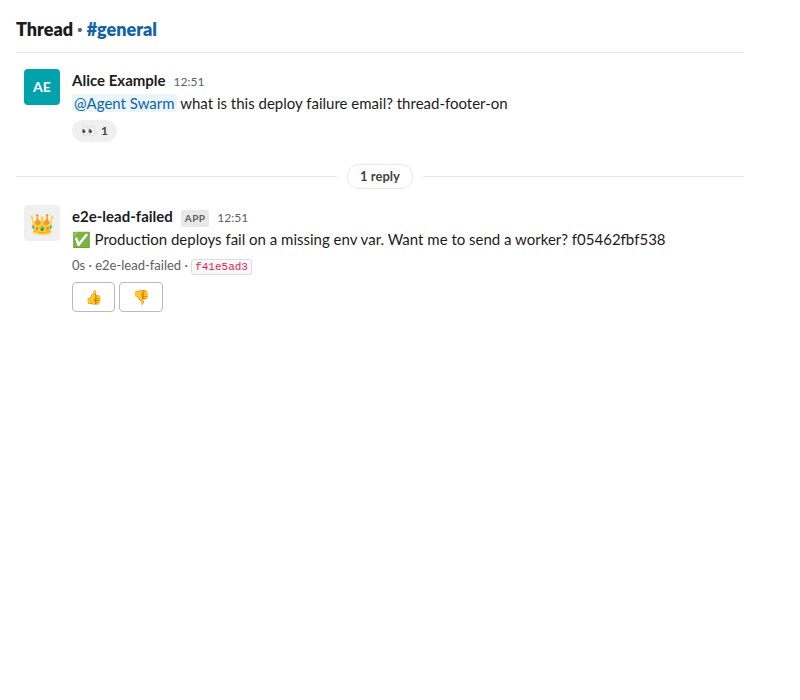 Thread • #general
AE
Alice Example 12:51
@Agent Swarm what is this deploy failure email? thread-footer-on
👀 1
1 reply
e2e-lead-failed APP 12:51
✅ Production deploys fail on a missing env var. Want me to send a worker? f05462fbf538
0s · e2e-lead-failed · f41e5ad3
👍 👎